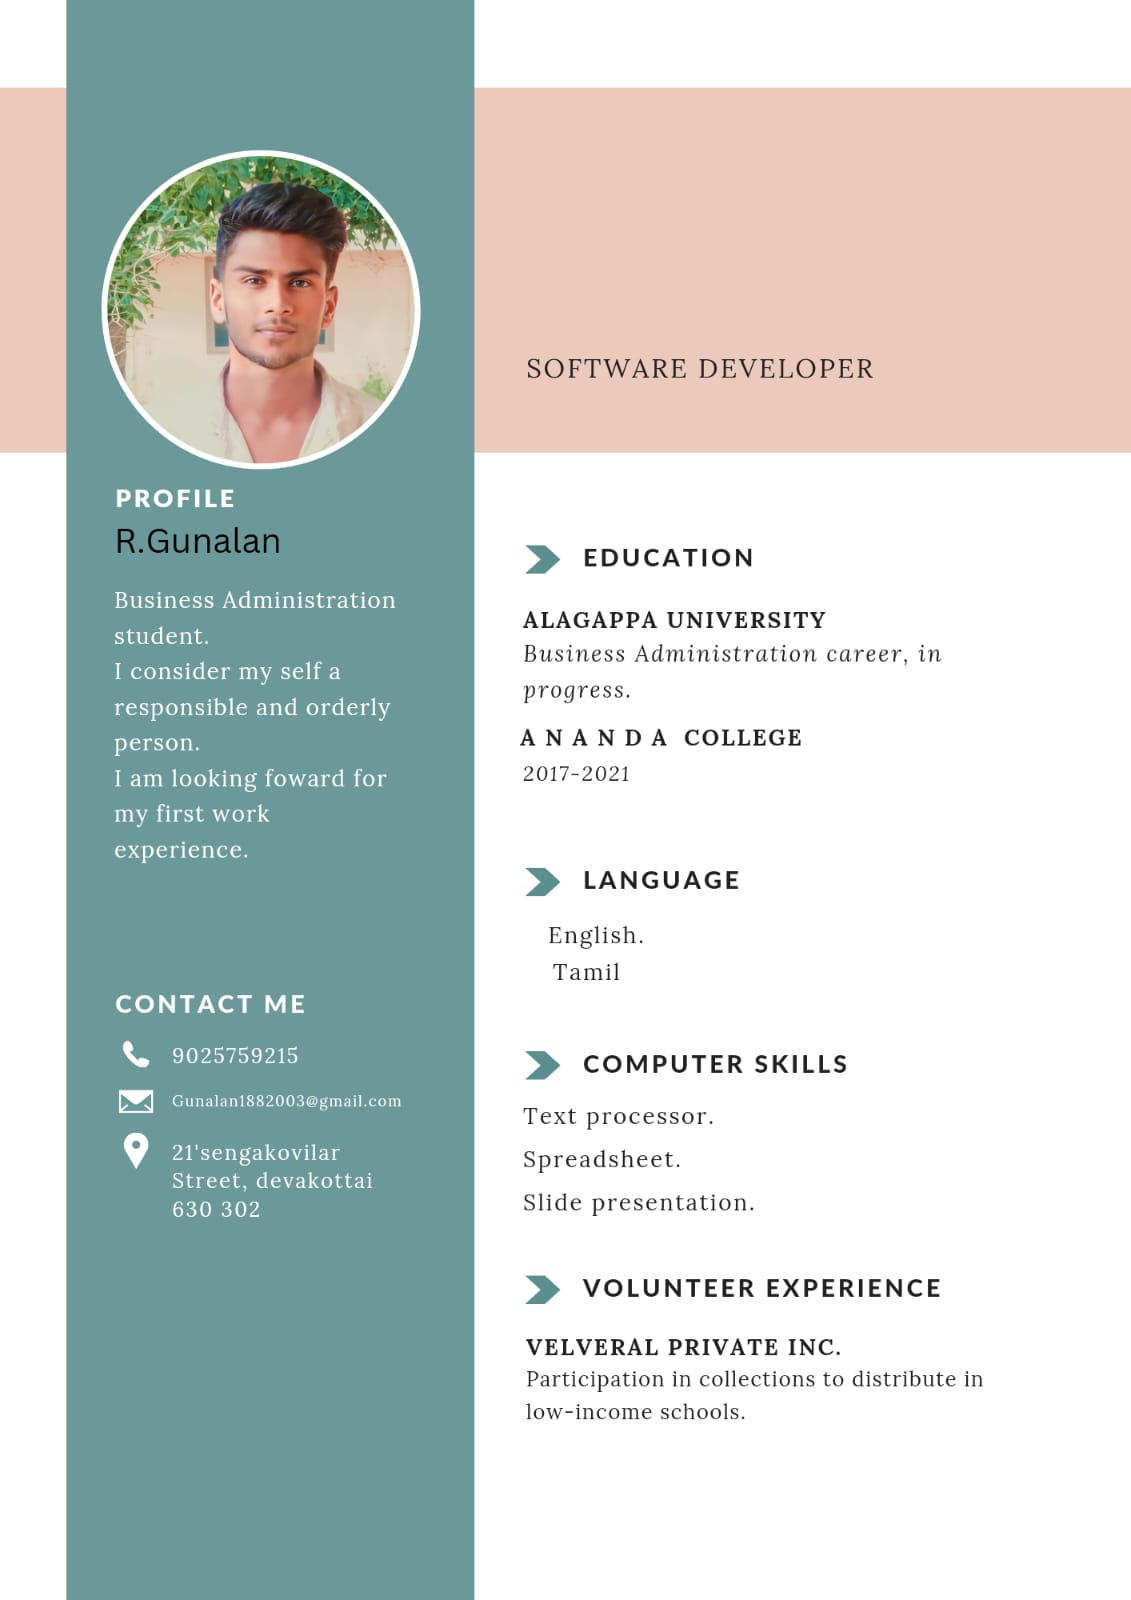 SOFTWARE DEVELOPER
PROFILE
R.Gunalan
Business Administration
student.
I consider my self a
responsible and orderly
person.
I am looking foward for
my first work
experience.
CONTACT ME
9025759215
Gunalan1882003@gmail.com
21'sengakovilar
Street, devakottai
630 302
EDUCATION
ALAGAPPA UNIVERSITY
Business Administration career, in
progress.
A N A N D A COLLEGE
2017-2021
LANGUAGE
English.
Tamil
COMPUTER SKILLS
Text processor.
Spreadsheet.
Slide presentation.
VOLUNTEER EXPERIENCE
VELVERAL PRIVATE INC.
Participation in collections to distribute in
low-income schools.